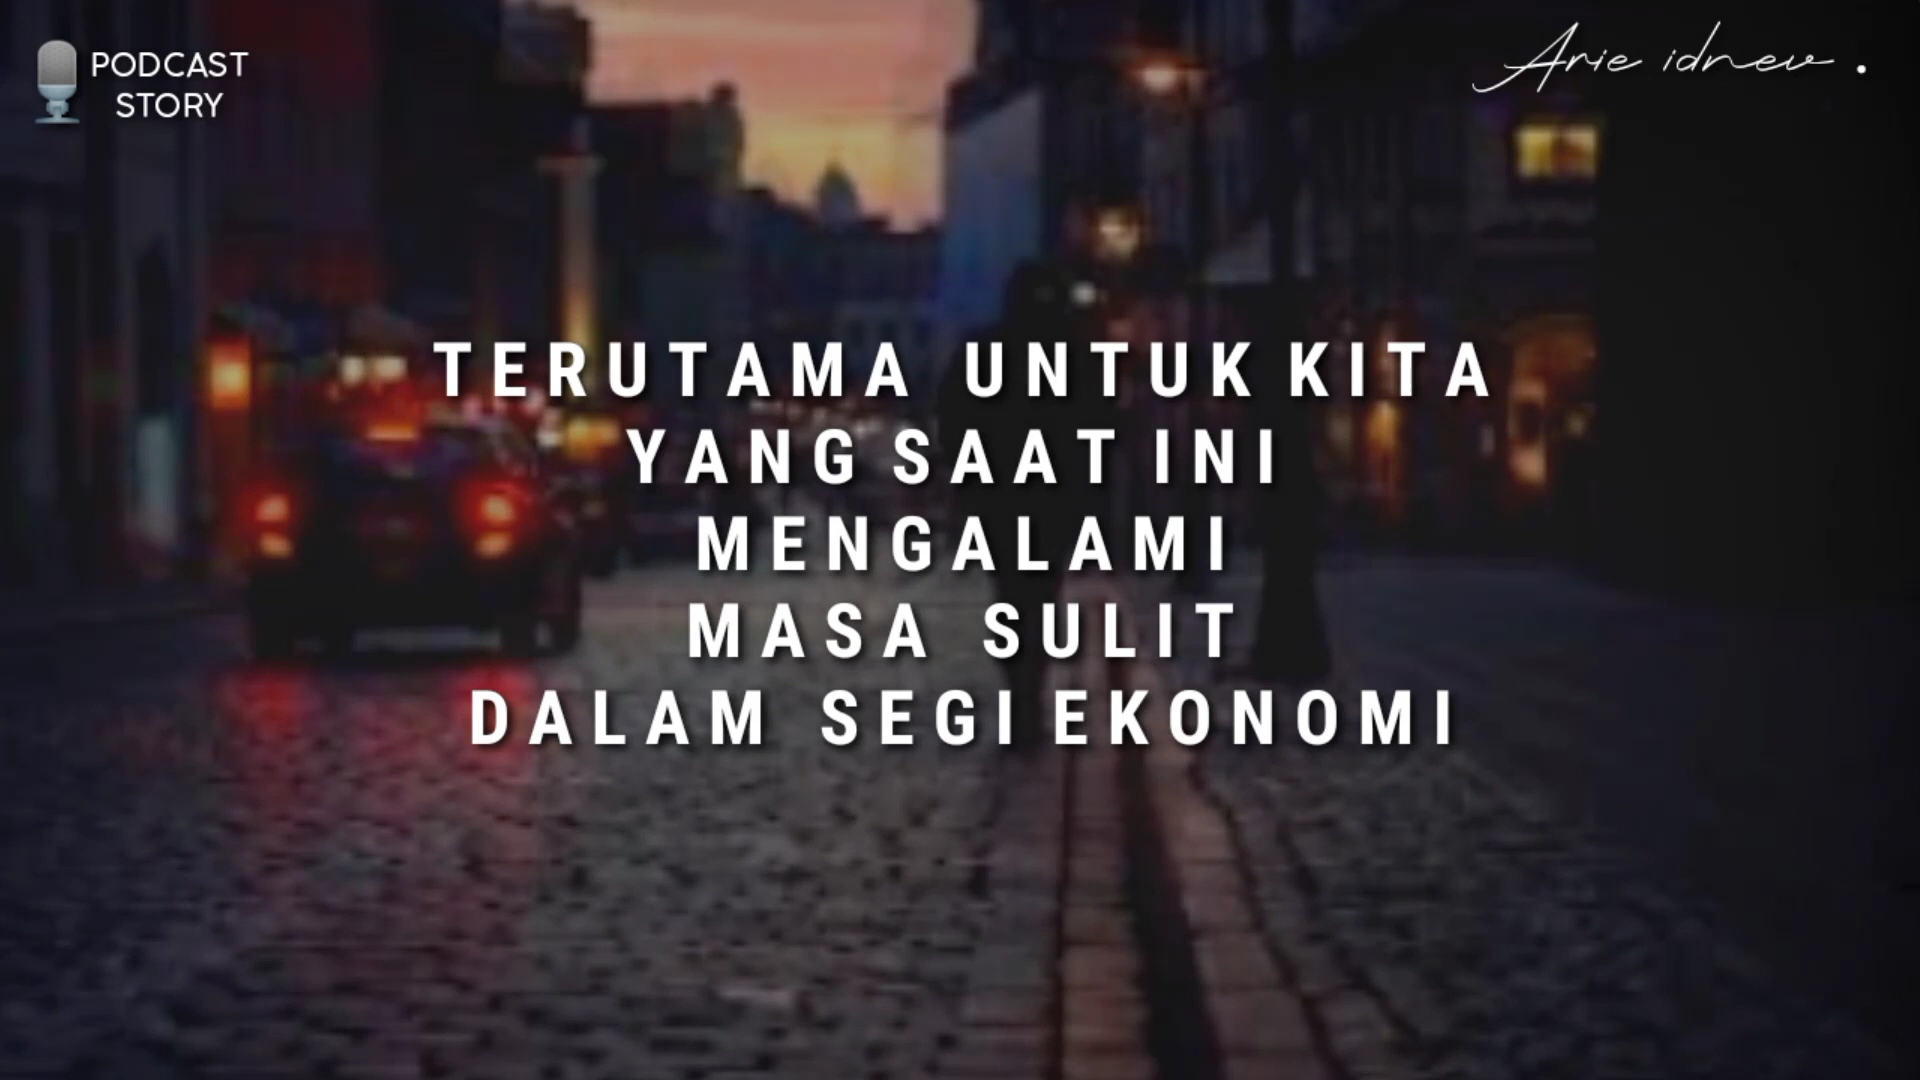 PODCAST
STORY
Arie idnev .
TERUTAMA UNTUK KITA
YANG SAAT INI
MENGALAMI
MASA SULIT
DALAM SEGI EKONOMI